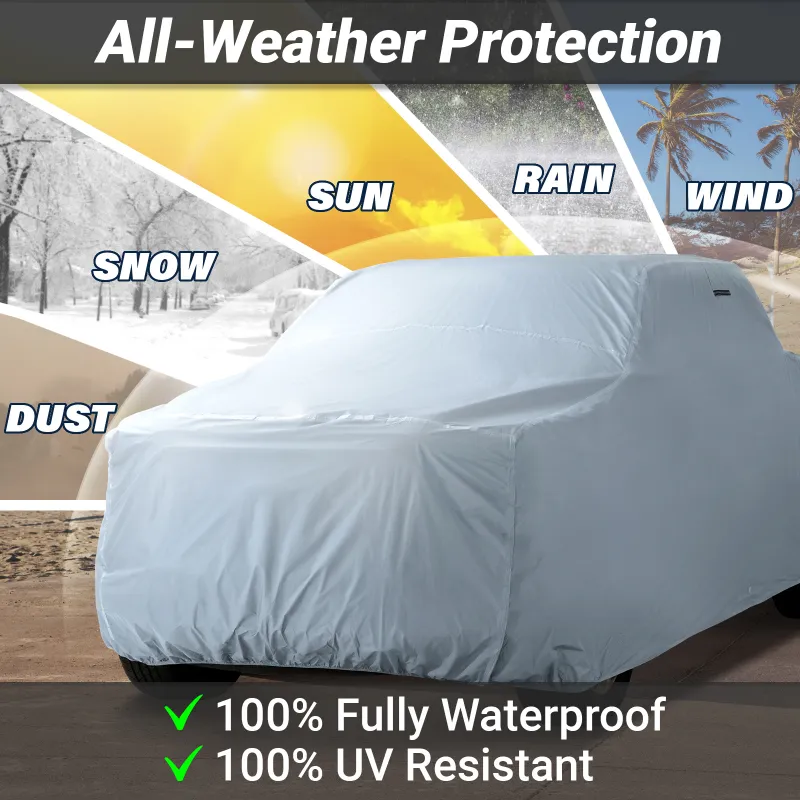 All-Weather Protection
SUN
RAIN
WIND
SNOW
DUST
100% Fully Waterproof
100% UV Resistant